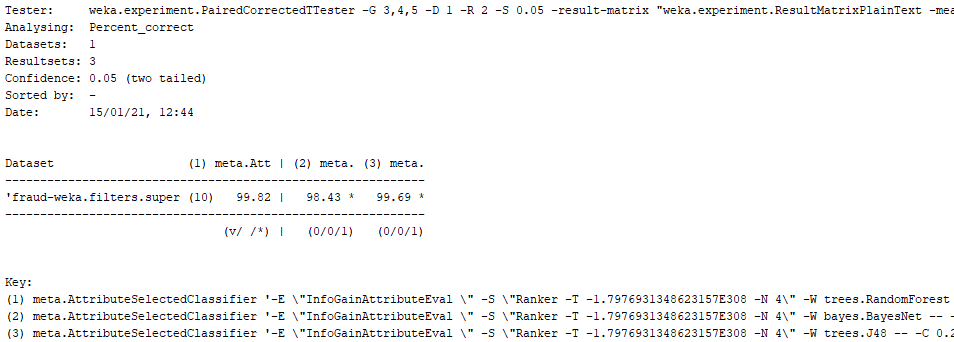 Tester:     weka.experiment.PairedCorrectedTTester -G 3,4,5 -D 1 -R 2 -S 0.05 -result-matrix "weka.experiment.ResultMatrixPlainText -mea
Analysing:  Percent_correct
Datasets:   1
Resultsets: 3
Confidence: 0.05 (two tailed)
Sorted by:  -
Date:       15/01/21, 12:44
Dataset                   (1) meta.Att | (2) meta. (3) meta.
------------------------------------------------------------
'fraud-weka.filters.super (10)   99.82 |   98.43 *   99.69 *
------------------------------------------------------------
(v/ /*) |   (0/0/1)   (0/0/1)
Key:
(1) meta.AttributeSelectedClassifier '-E \"InfoGainAttributeEval \" -S \"Ranker -T -1.7976931348623157E308 -N 4\" -W trees.RandomForest
(2) meta.AttributeSelectedClassifier '-E \"InfoGainAttributeEval \" -S \"Ranker -T -1.7976931348623157E308 -N 4\" -W bayes.BayesNet -- -
(3) meta.AttributeSelectedClassifier '-E \"InfoGainAttributeEval \" -S \"Ranker -T -1.7976931348623157E308 -N 4\" -W trees.J48 -- -C 0.2